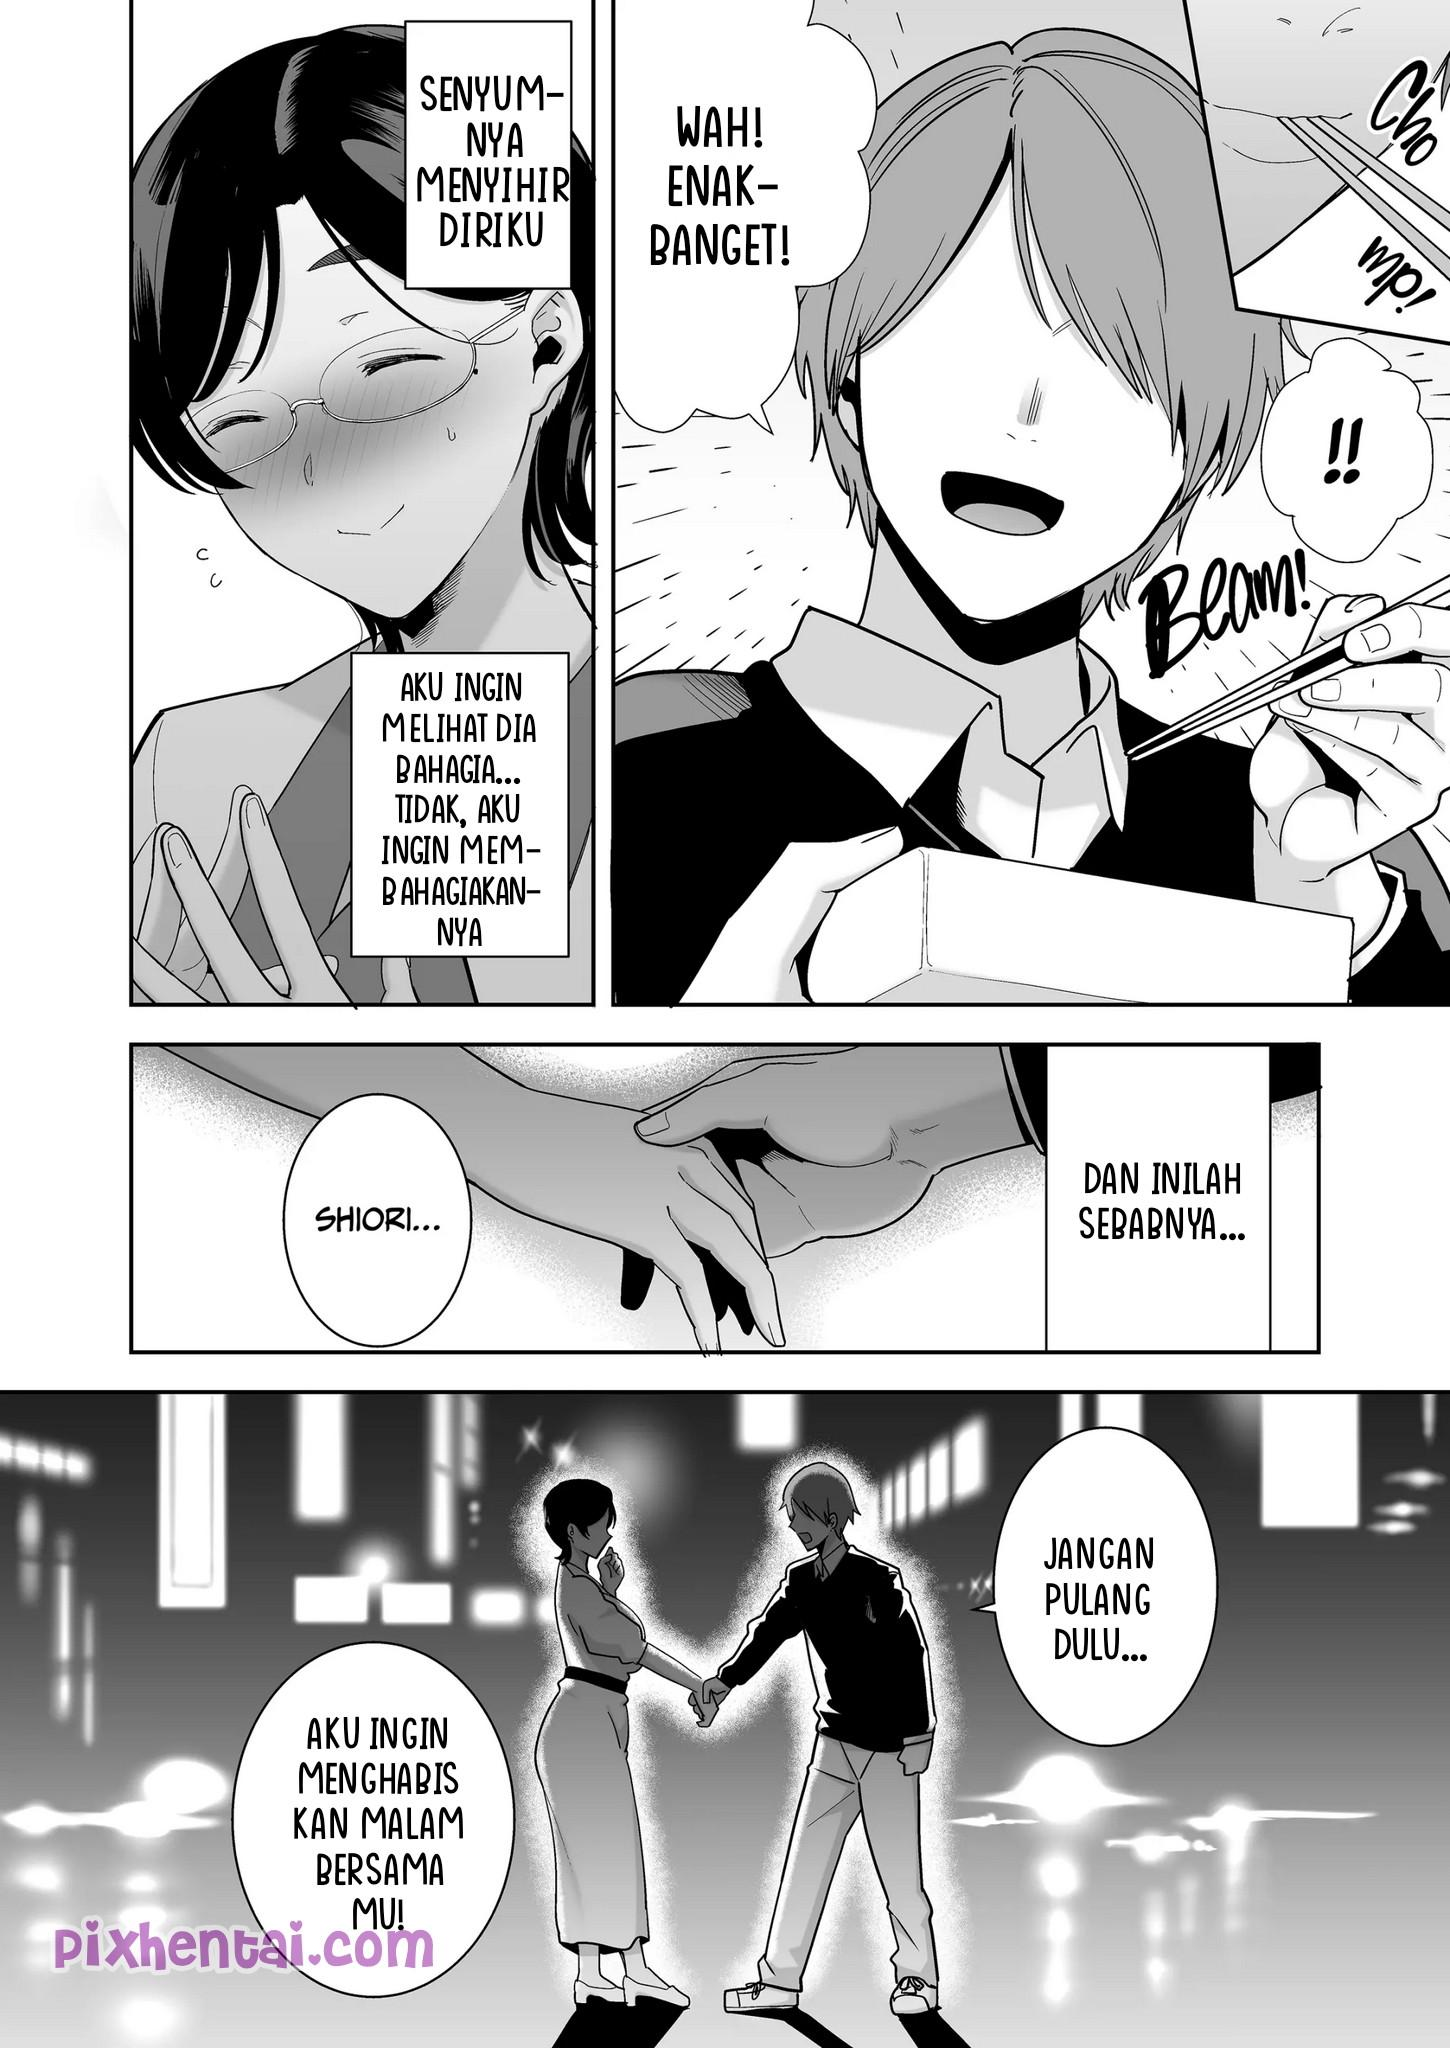 Cho
mp!
!!
WAH!
ENAK-
BANGET!
Beam!
SENYUM-
NYA
MENYIHIR
DIRIKU
AKU INGIN
MELIHAT DIA
BAHAGIA...
TIDAK, AKU
INGIN MEM-
BAHAGIAKAN-
NYA
DAN INILAH
SEBABNYA...
SHIORI...
JANGAN
PULANG
DULU...
AKU INGIN
MENGHABIS
KAN MALAM
BERSAMA
MU!
pixhentai.com